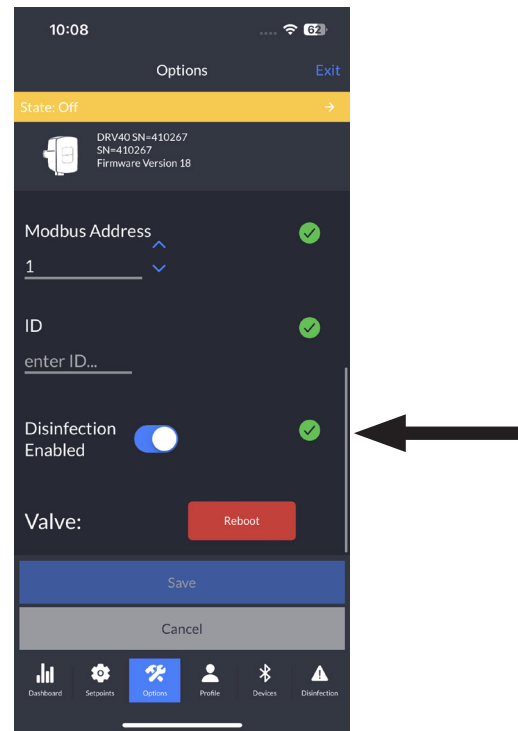 10:08
62
Options
Exit
State: Off
DRV40 SN=410267
SN=410267
Firmware Version 18
Modbus Address
1
ID
enter ID...
Disinfection
Enabled
Valve:
Reboot
Save
Cancel
Dashboard
Setpoints
Options
Profile
Devices
Disinfection